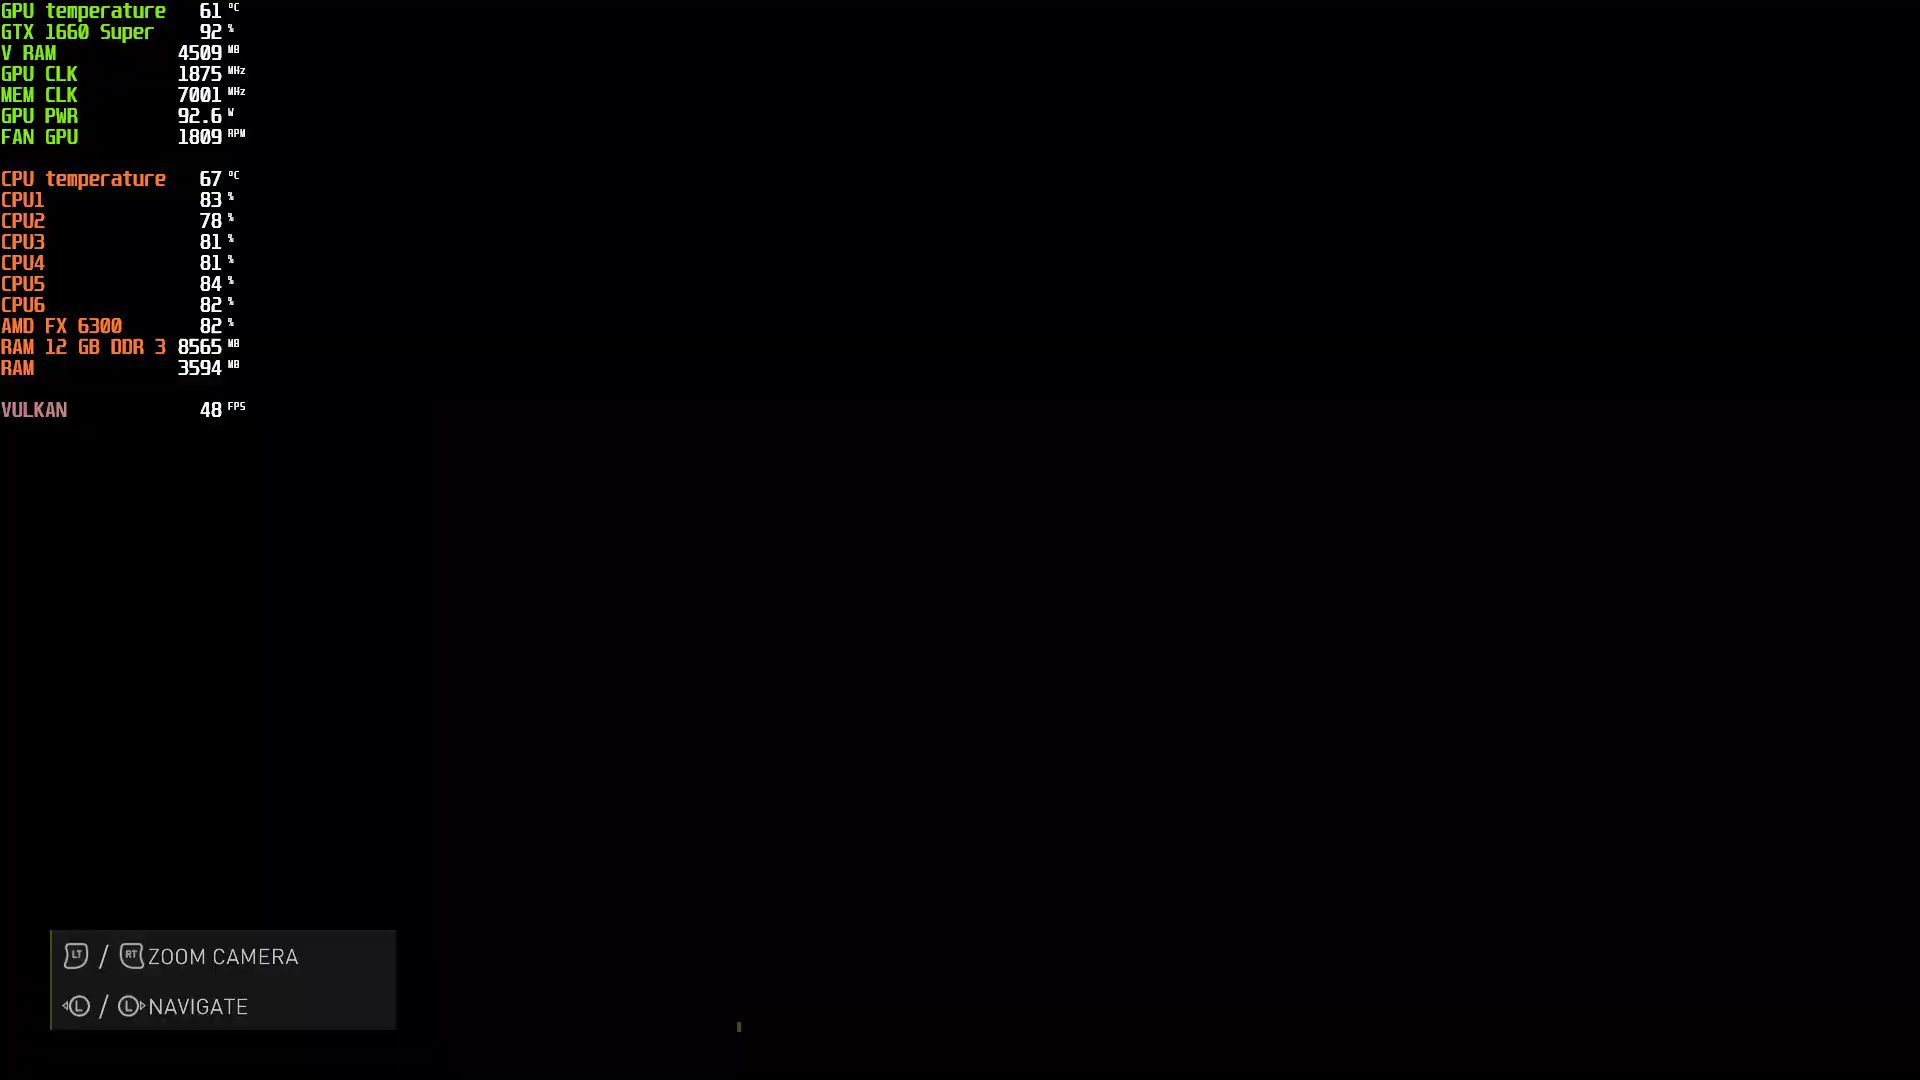 GPU temperature 61 °C
GTX 1660 Super 92 %
V RAM 4509 MB
GPU CLK 1875 MHz
MEM CLK 7001 MHz
GPU PWR 92.6 W
FAN GPU 1809 RPM
CPU temperature 67 °C
CPU1 83 %
CPU2 78 %
CPU3 81 %
CPU4 81 %
CPU5 84 %
CPU6 82 %
AMD FX 6300 82 %
RAM 12 GB DDR 3 8565 MB
RAM 3594 MB
VULKAN 48 FPS
LT / RT ZOOM CAMERA
L / L NAVIGATE